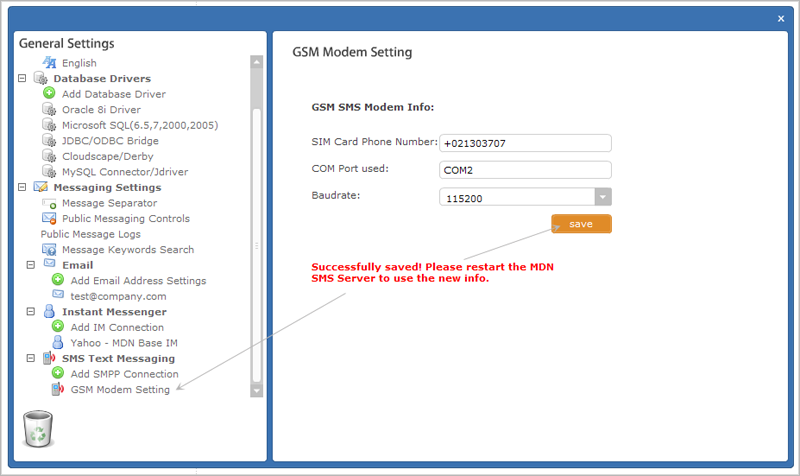 General Settings
English
Database Drivers
Add Database Driver
Oracle 8i Driver
Microsoft SQL(6.5,7,2000,2005)
JDBC/ODBC Bridge
Cloudscape/Derby
MySQL Connector/Jdriver
Messaging Settings
Message Separator
Public Messaging Controls
Public Message Logs
Message Keywords Search
Email
Add Email Address Settings
test@company.com
Instant Messenger
Add IM Connection
Yahoo - MDN Base IM
SMS Text Messaging
Add SMPP Connection
GSM Modem Setting
GSM Modem Setting
GSM SMS Modem Info:
SIM Card Phone Number: +021303707
COM Port used: COM2
Baudrate: 115200
save
Successfully saved! Please restart the MDN
SMS Server to use the new info.